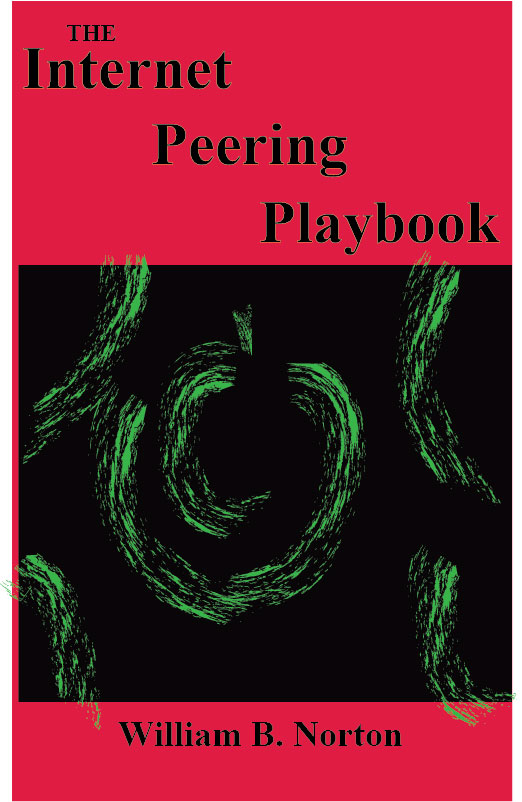 THE
Internet
Peering
Playbook
William B. Norton